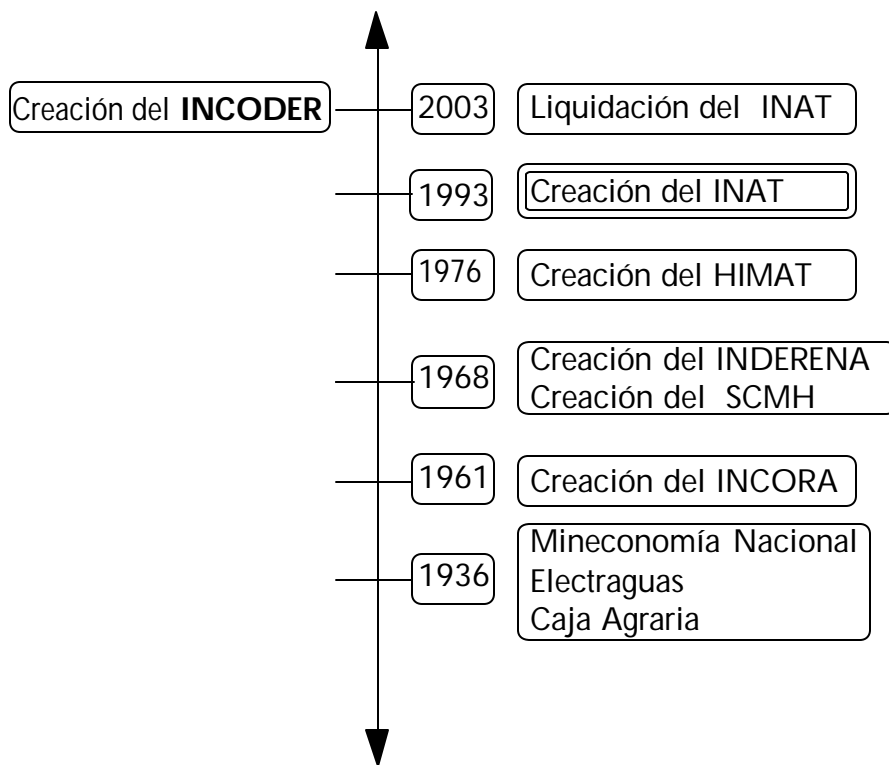 Creación del INCODER
2003
Liquidación del INAT
1993
Creación del INAT
1976
Creación del HIMAT
1968
Creación del INDERENA
Creación del SCMH
1961
Creación del INCORA
1936
Mineconomía Nacional
Electraguas
Caja Agraria